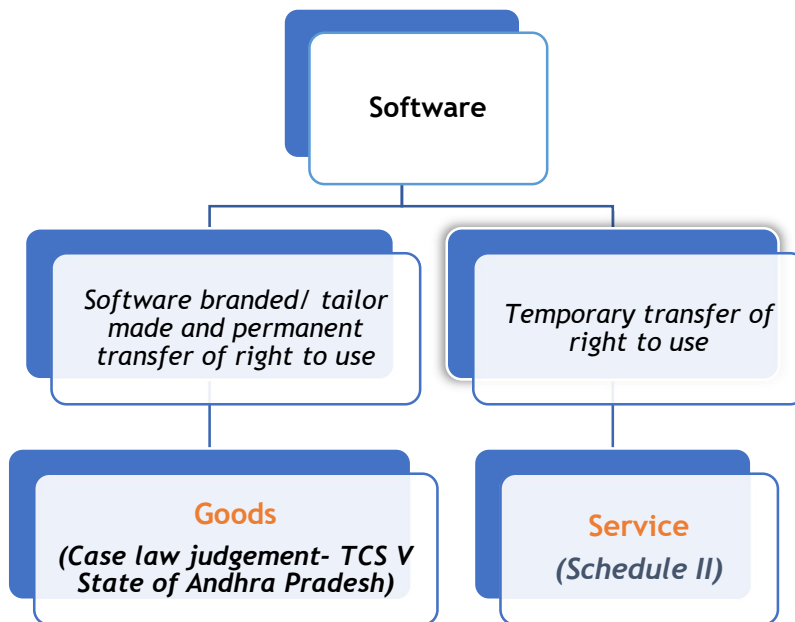 Software
Software branded/ tailor
made and permanent
transfer of right to use
Temporary transfer of
right to use
Goods
(Case law judgement- TCS V
State of Andhra Pradesh)
Service
(Schedule II)